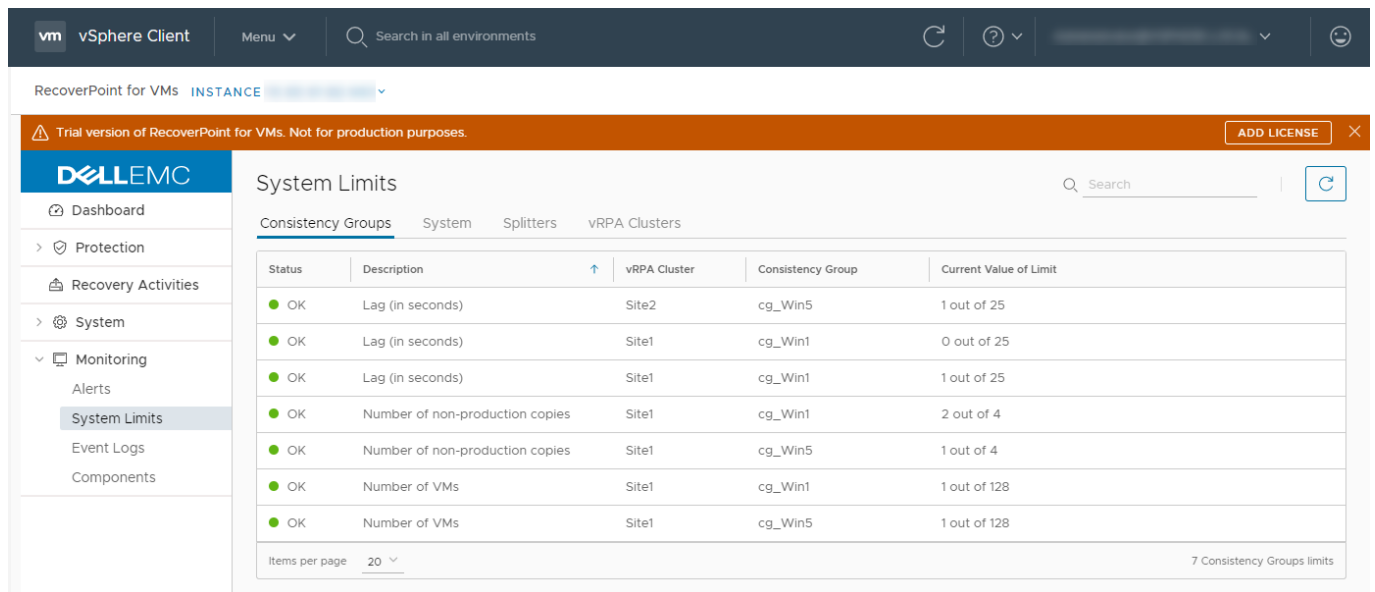 vm vSphere Client Menu Search in all environments
RecoverPoint for VMs INSTANCE
Trial version of RecoverPoint for VMs. Not for production purposes. ADD LICENSE
DELLEMC
Dashboard
Protection
Recovery Activities
System
Monitoring
Alerts
System Limits
Event Logs
Components
System Limits Search
Consistency Groups System Splitters vRPA Clusters
Status Description vRPA Cluster Consistency Group Current Value of Limit
OK Lag (in seconds) Site2 cg_Win5 1 out of 25
OK Lag (in seconds) Site1 cg_Win1 0 out of 25
OK Lag (in seconds) Site1 cg_Win1 1 out of 25
OK Number of non-production copies Site1 cg_Win1 2 out of 4
OK Number of non-production copies Site1 cg_Win5 1 out of 4
OK Number of VMs Site1 cg_Win1 1 out of 128
OK Number of VMs Site1 cg_Win5 1 out of 128
Items per page 20 7 Consistency Groups limits